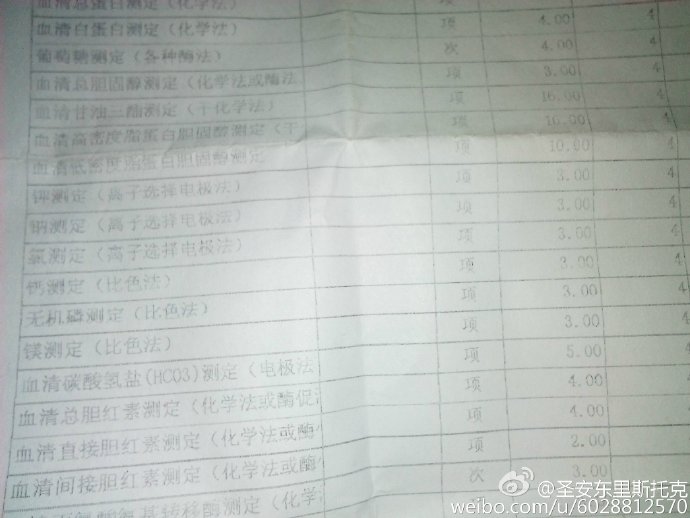 血清总蛋白测定（化学法）
血清白蛋白测定（化学法） 项 4.00 4
葡萄糖测定（各种酶法） 次 4.00 4
血清总胆固醇测定（化学法或酶法 项 3.00 4
血清甘油三酯测定（干化学法） 项 16.00 4
血清高密度脂蛋白胆固醇测定（干 项 16.00 4
血清低密度脂蛋白胆固醇测定 项 10.00 4
钾测定（离子选择电极法） 项 3.00 4
钠测定（离子选择电极法） 项 3.00 4
氯测定（离子选择电极法） 项 3.00 4
钙测定（比色法） 项 3.00 4
无机磷测定（比色法） 项 3.00 4
镁测定（比色法） 项 3.00 4
血清碳酸氢盐(HCO3)测定（电极法 项 5.00 4
血清总胆红素测定（化学法或酶促 项 4.00 4
血清直接胆红素测定（化学法或酶 项 4.00
血清间接胆红素测定（化学法或酶 项 2.00
氨基转移酶测定（化学 次 3.00
@圣安东里斯托克
weibo.com/u/6028812570